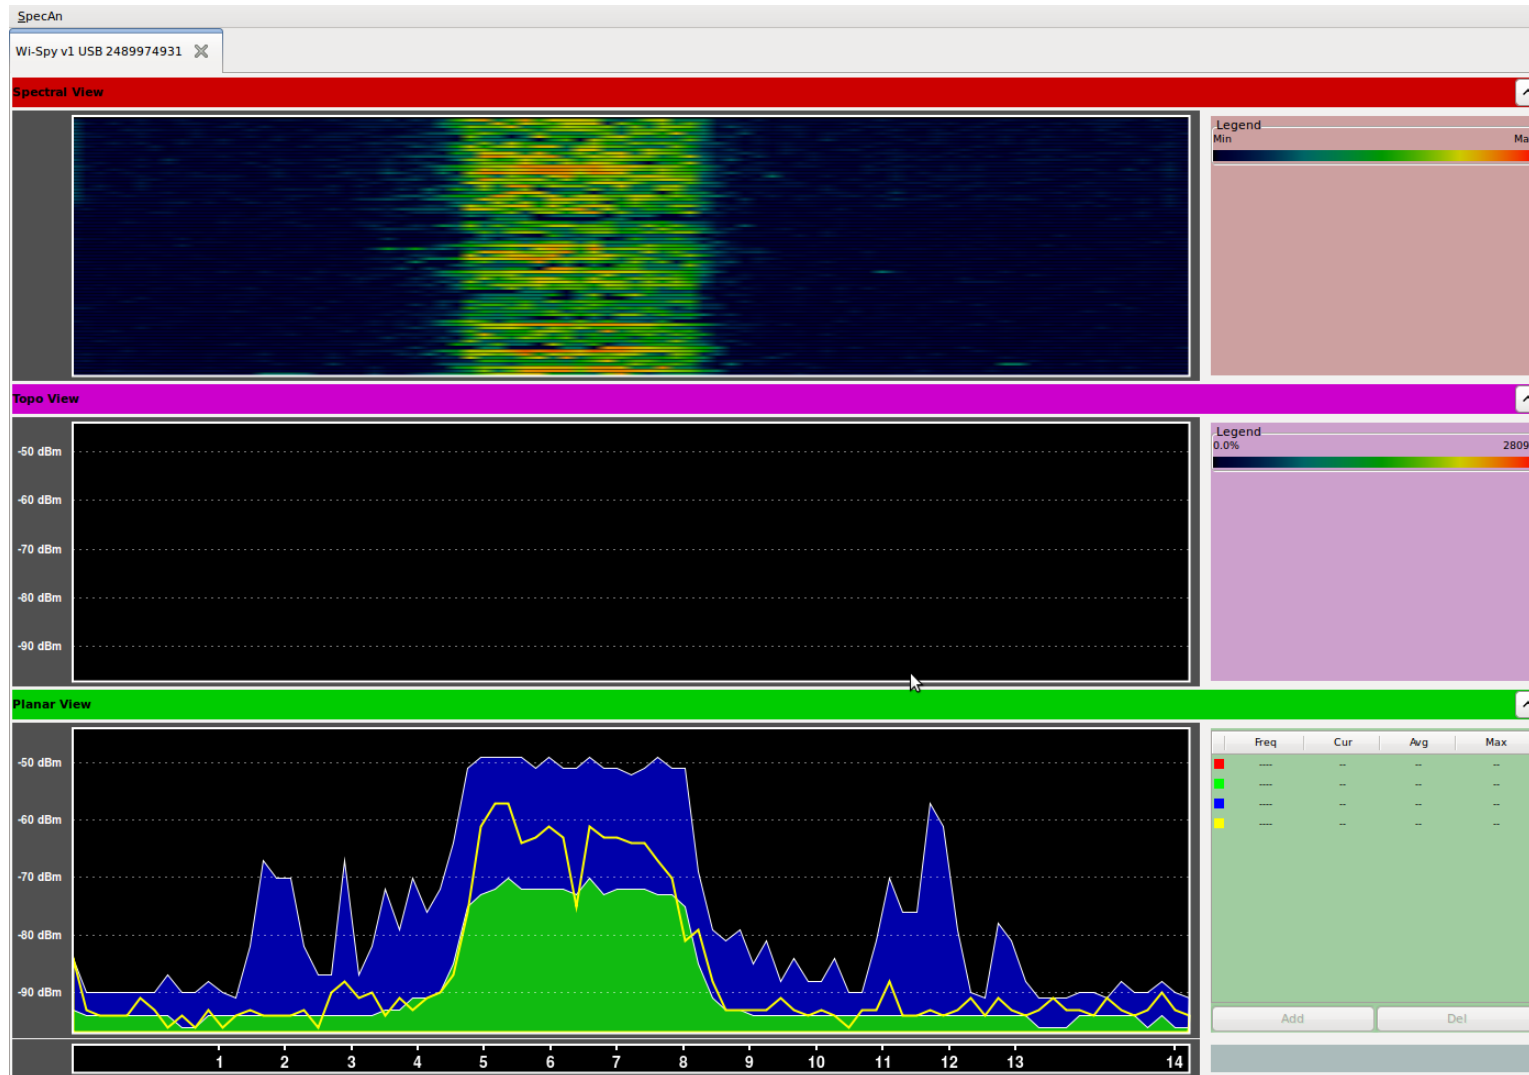 SpecAn
Wi-Spy v1 USB 2489974931
Spectral View
Legend
Min Ma
Topo View
-50 dBm
-60 dBm
-70 dBm
-80 dBm
-90 dBm
Legend
0.0% 2809
Planar View
-50 dBm
-60 dBm
-70 dBm
-80 dBm
-90 dBm
Freq Cur Avg Max
---- -- -- --
---- -- -- --
---- -- -- --
---- -- -- --
Add Del
1 2 3 4 5 6 7 8 9 10 11 12 13 14